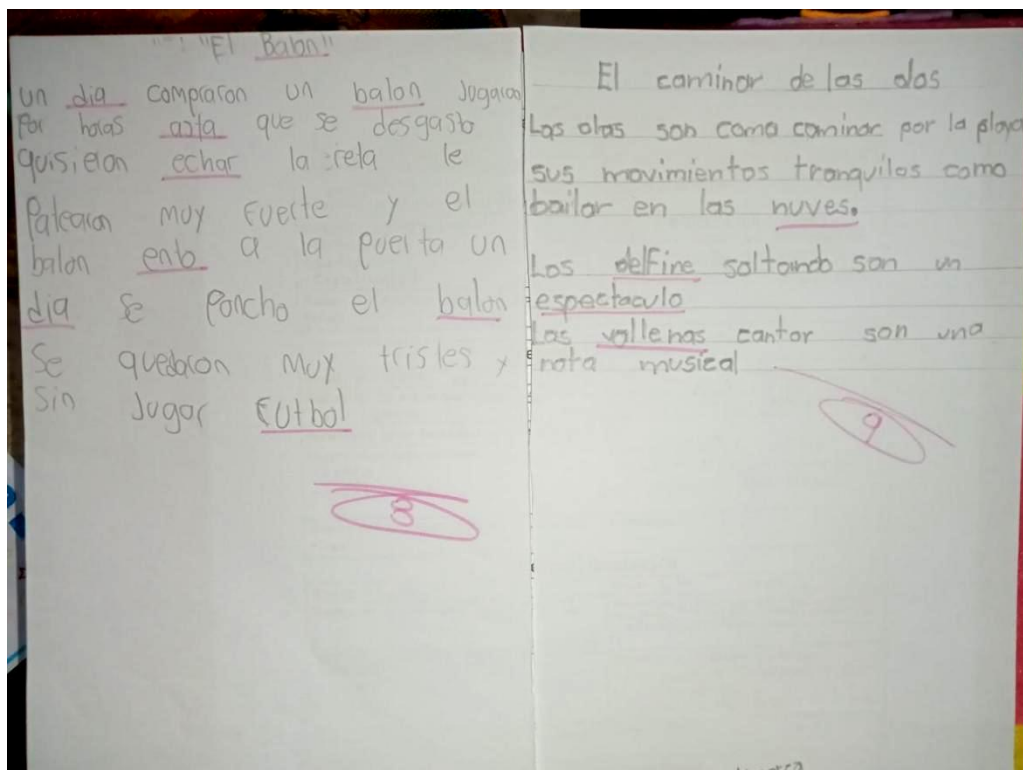 "El Balon"
un dia compraron un balon Jugaron
Por horas asta que se desgasto
quisieron echar la reta le
Patearon muy fuerte y el
balon ento a la puerta un
dia se Poncho el balon
Se quedaron muy tristes y
Sin Jugar Futbol
8
El caminar de las olas
Las olas son como caminar por la playa
sus movimientos tranquilos como
bailar en las nuves.
Los delfine saltando son un
espectaculo
Las vallenas cantar son una
nota musical
9